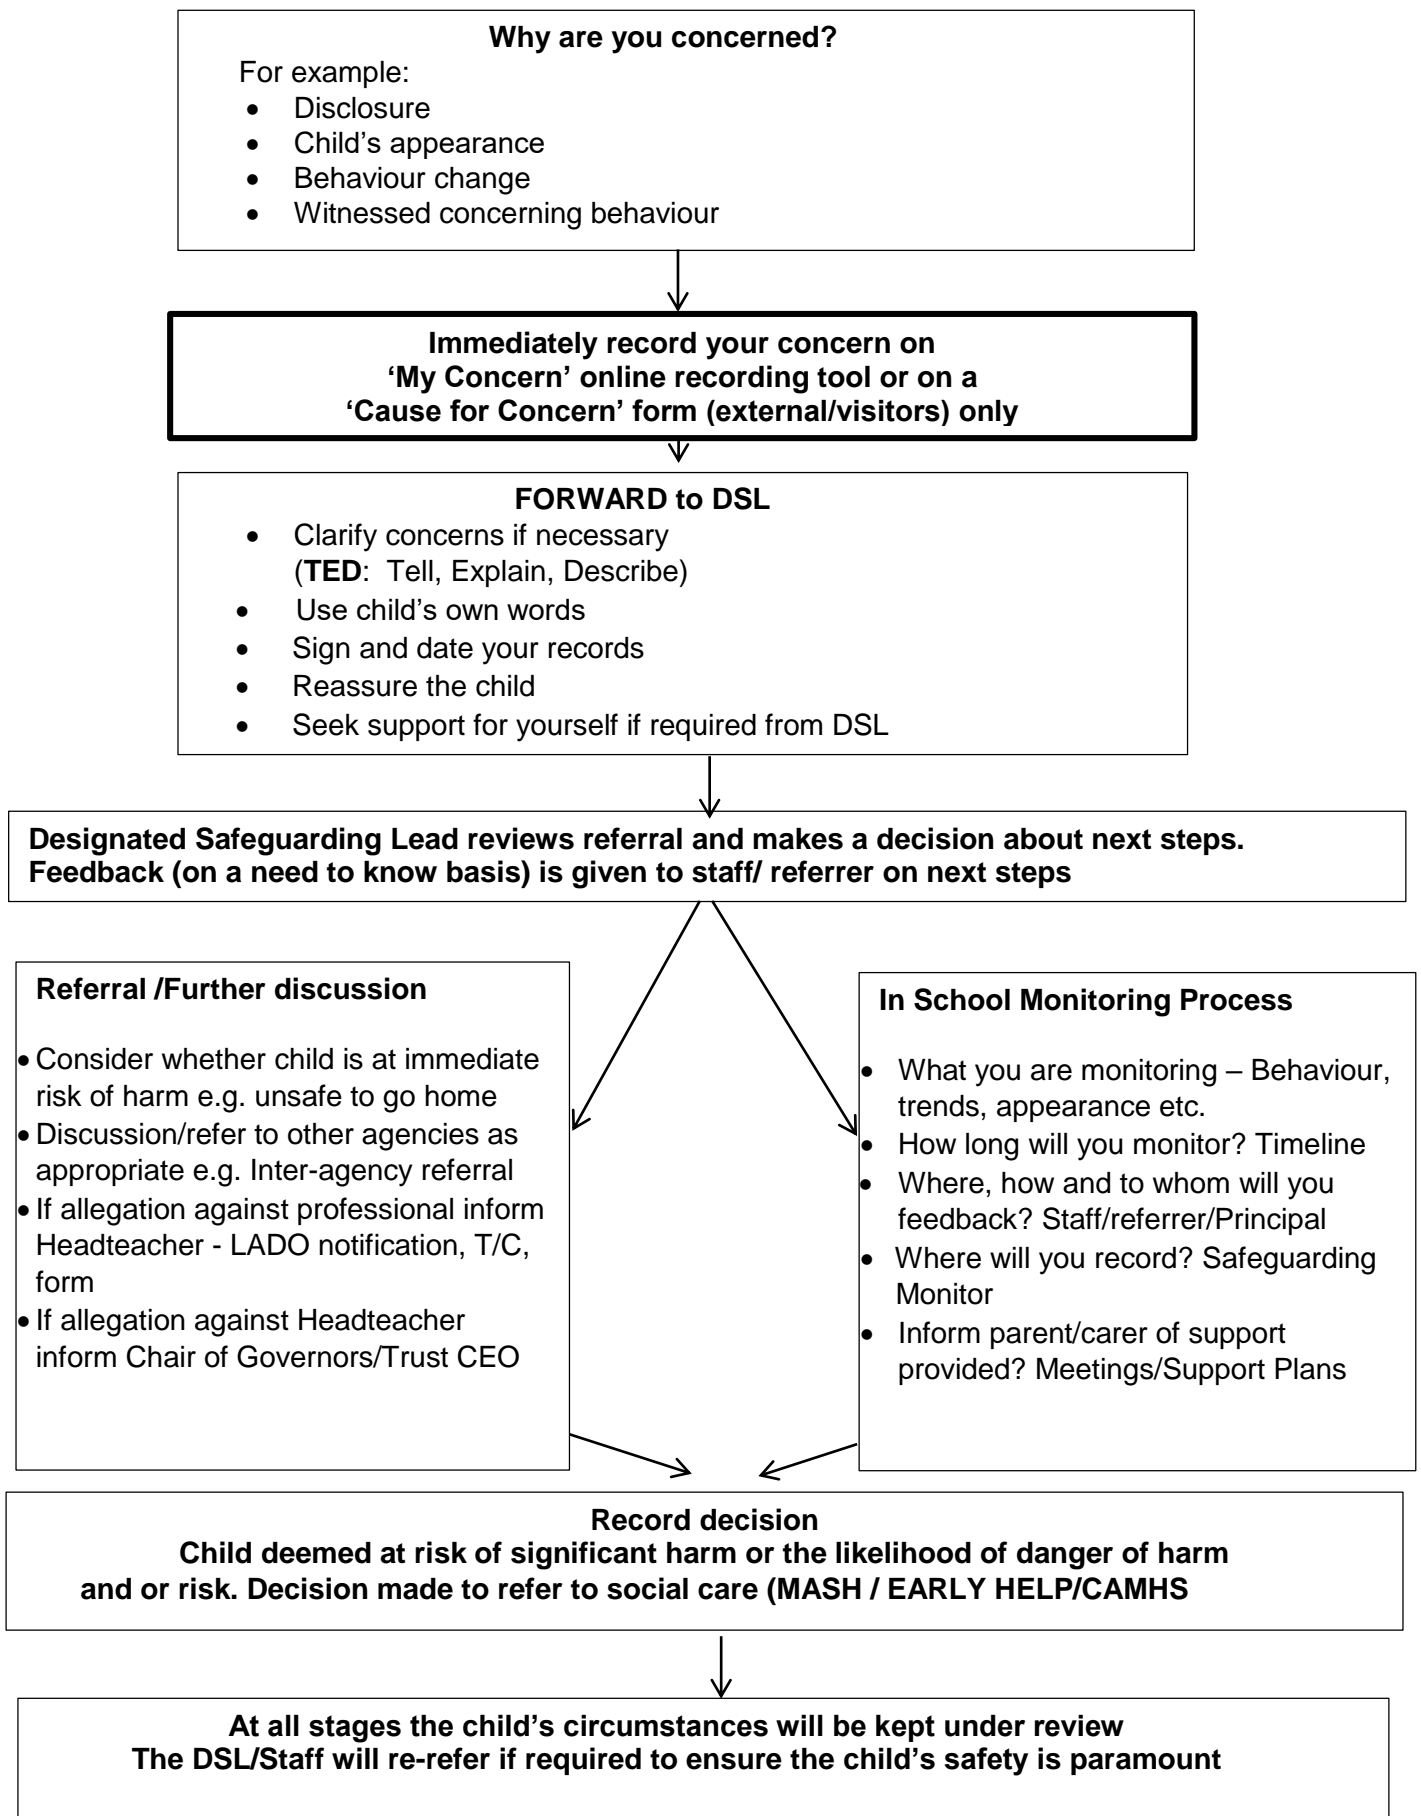 Why are you concerned?
For example:
• Disclosure
• Child's appearance
• Behaviour change
• Witnessed concerning behaviour
Immediately record your concern on
‘My Concern’ online recording tool or on a
‘Cause for Concern’ form (external/visitors) only
FORWARD to DSL
• Clarify concerns if necessary
(TED: Tell, Explain, Describe)
• Use child's own words
• Sign and date your records
• Reassure the child
• Seek support for yourself if required from DSL
Designated Safeguarding Lead reviews referral and makes a decision about next steps.
Feedback (on a need to know basis) is given to staff/ referrer on next steps
Referral /Further discussion
• Consider whether child is at immediate
risk of harm e.g. unsafe to go home
• Discussion/refer to other agencies as
appropriate e.g. Inter-agency referral
• If allegation against professional inform
Headteacher - LADO notification, T/C,
form
• If allegation against Headteacher
inform Chair of Governors/Trust CEO
In School Monitoring Process
• What you are monitoring – Behaviour,
trends, appearance etc.
• How long will you monitor? Timeline
• Where, how and to whom will you
feedback? Staff/referrer/Principal
• Where will you record? Safeguarding
Monitor
• Inform parent/carer of support
provided? Meetings/Support Plans
Record decision
Child deemed at risk of significant harm or the likelihood of danger of harm
and or risk. Decision made to refer to social care (MASH / EARLY HELP/CAMHS
At all stages the child's circumstances will be kept under review
The DSL/Staff will re-refer if required to ensure the child's safety is paramount